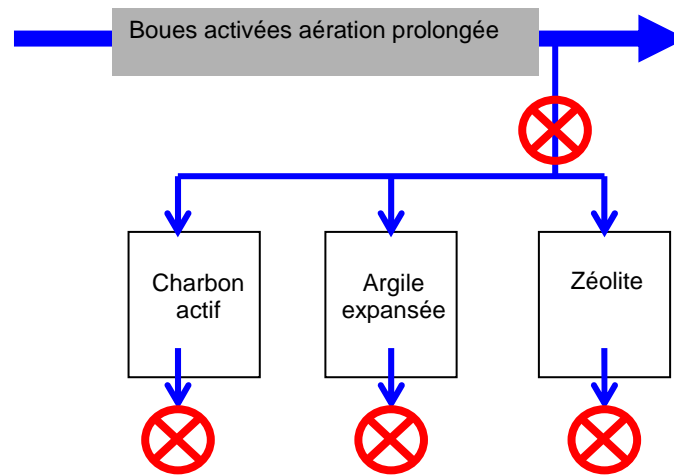 Boues activées aération prolongée
Charbon
actif
Argile
expansée
Zéolite